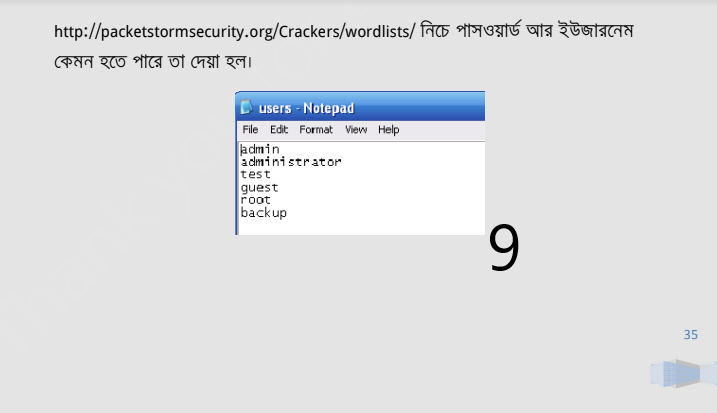 http://packetstormsecurity.org/Crackers/wordlists/ নিচে পাসওয়ার্ড আর ইউজারনেম
কেমন হতে পারে তা দেয়া হল।
users - Notepad
File Edit Format View Help
admin
administrator
test
guest
root
backup
9
35